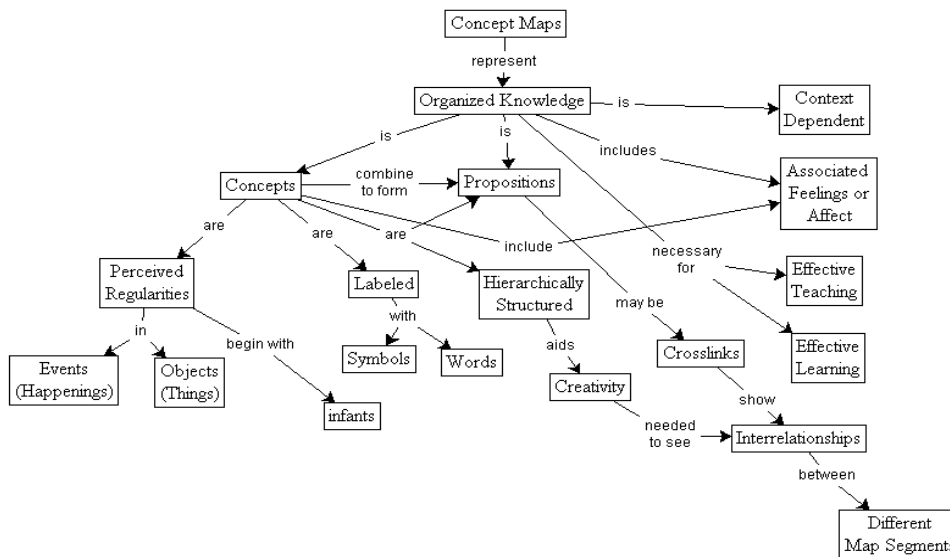 Concept Maps
represent
Organized Knowledge
is
Context
Dependent
is
is
includes
Concepts
combine
to form
Propositions
Associated
Feelings or
Affect
are
are
are
include
necessary
for
Perceived
Regularities
Labeled
Hierarchically
Structured
Effective
Teaching
in
begin with
with
aids
may be
Events
(Happenings)
Objects
(Things)
Symbols
Words
Crosslinks
Effective
Learning
infants
Creativity
show
needed
to see
Interrelationships
between
Different
Map Segment